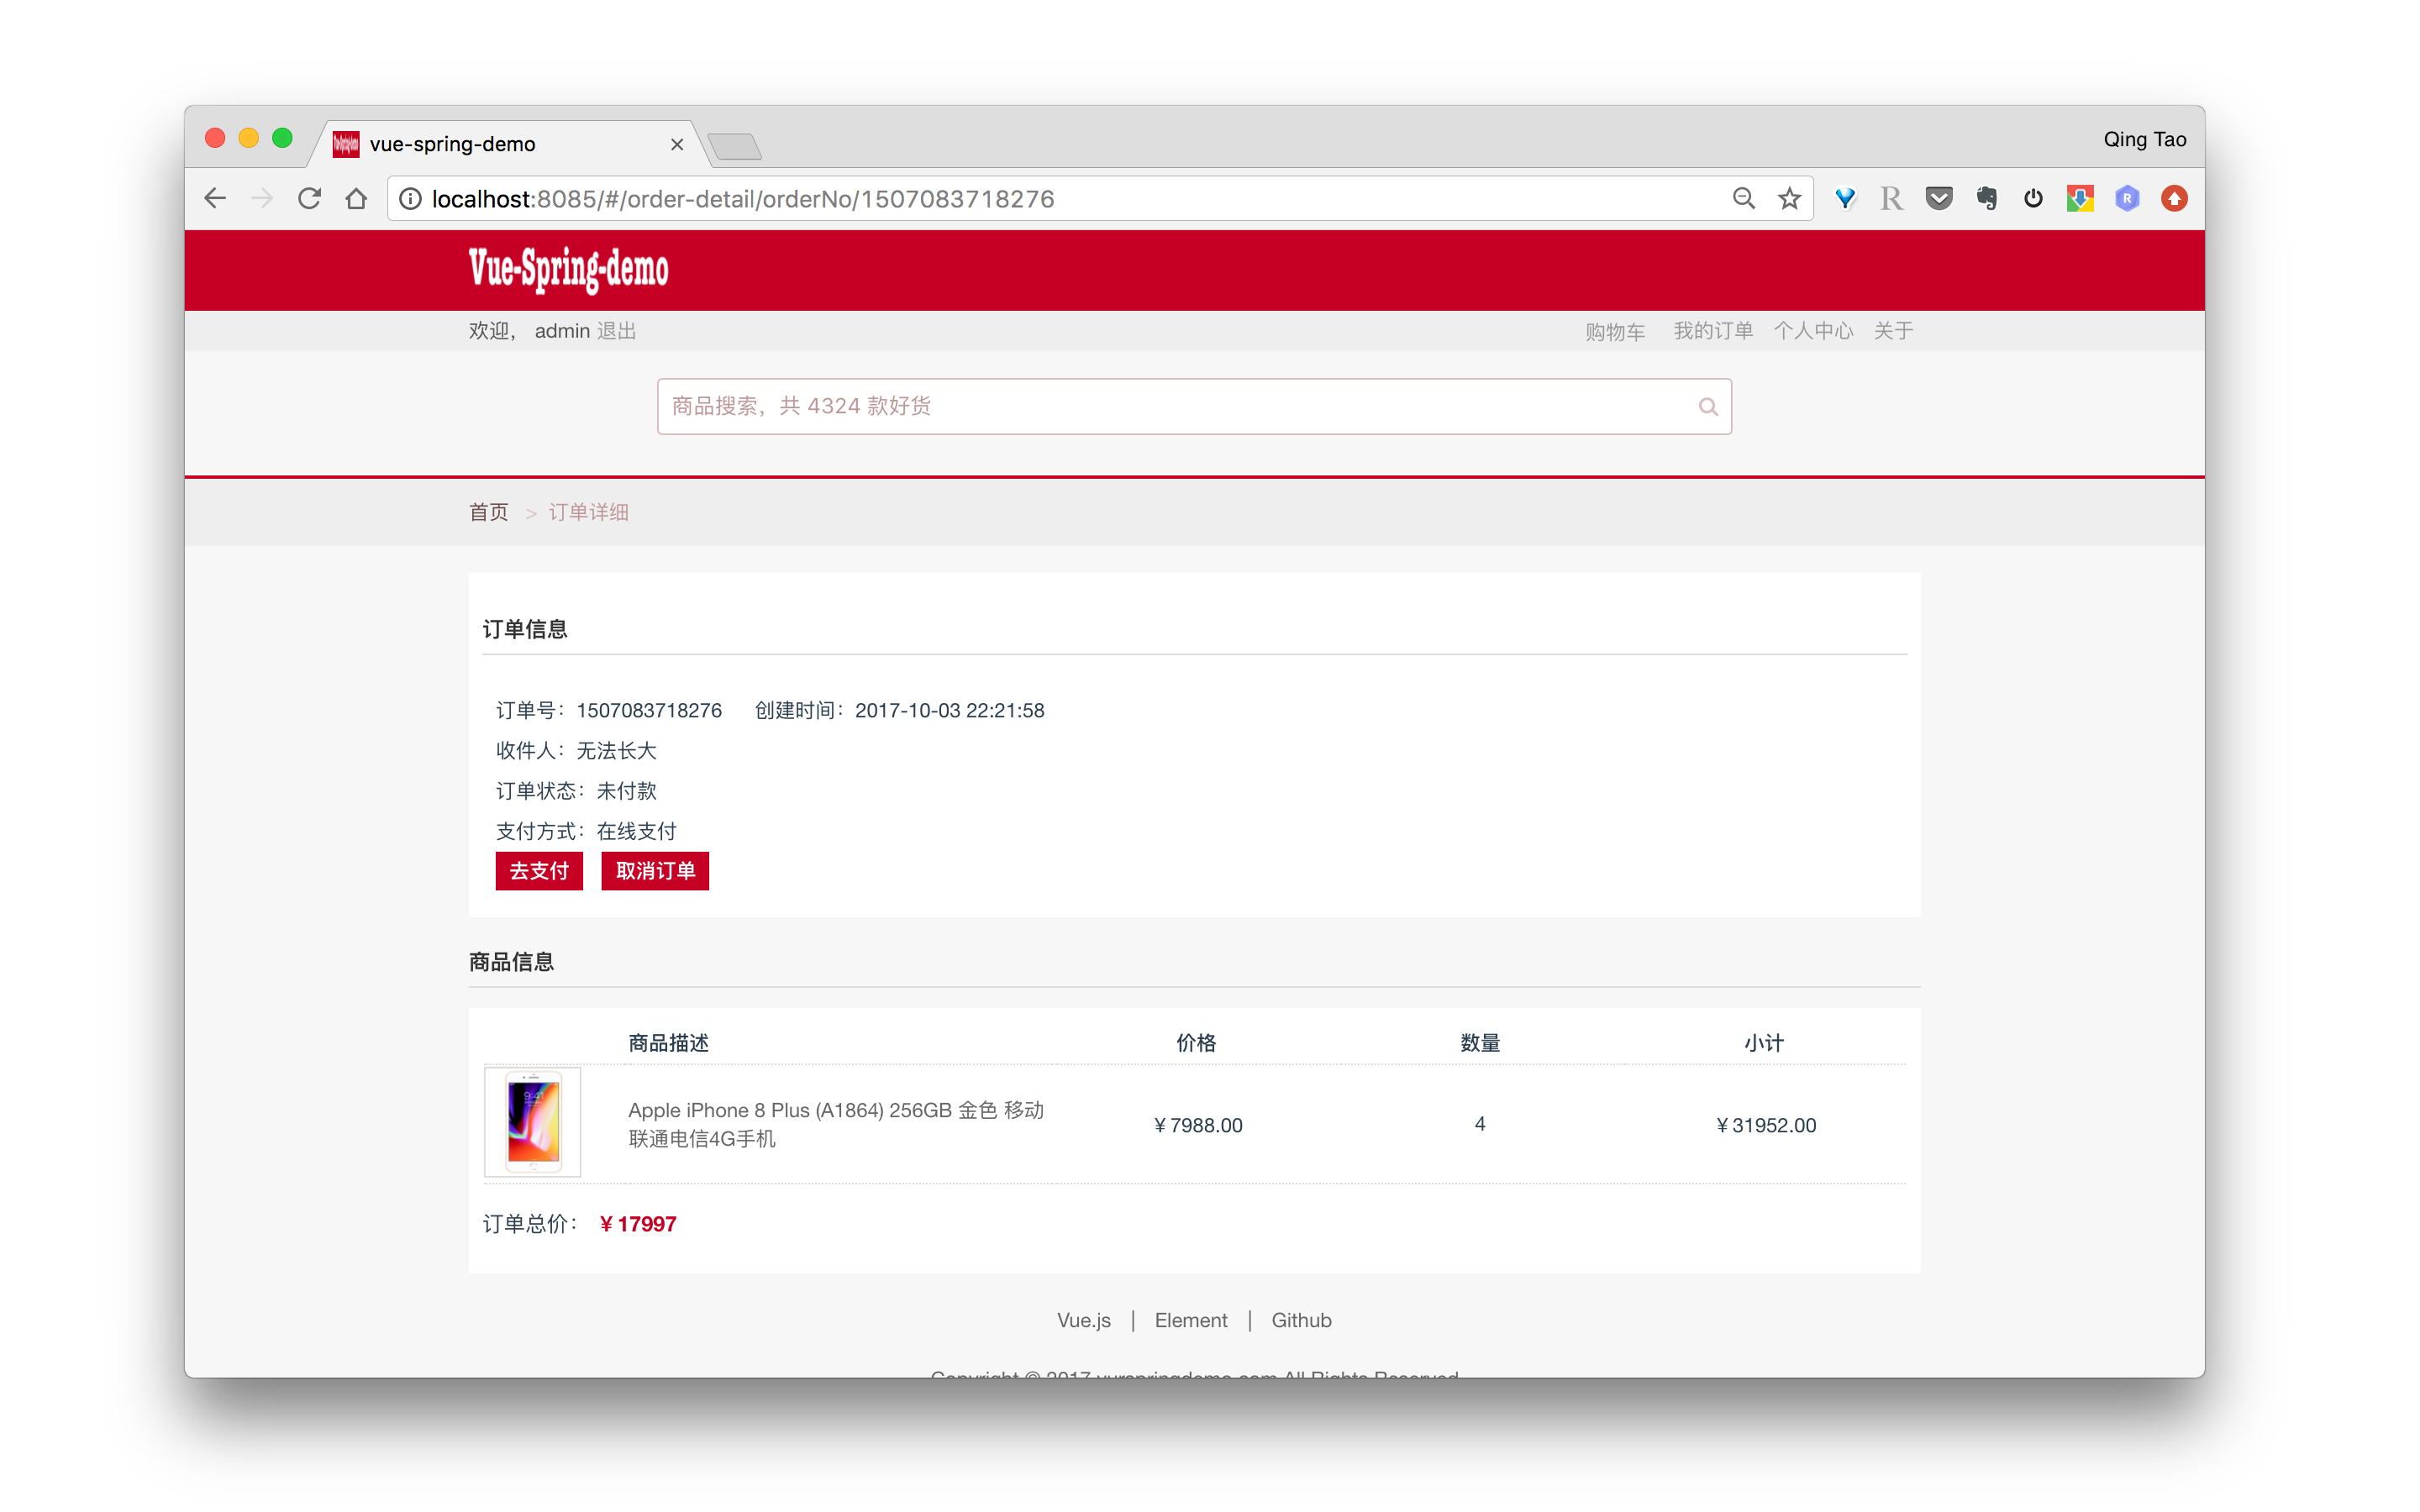 Qing Tao
vue-spring-demo
localhost:8085/#/order-detail/orderNo/1507083718276
Vue-Spring-demo
欢迎， admin 退出 购物车 我的订单 个人中心 关于
商品搜索，共 4324 款好货
首页 > 订单详细
订单信息
订单号：1507083718276 创建时间：2017-10-03 22:21:58
收件人：无法长大
订单状态：未付款
支付方式：在线支付
去支付 取消订单
商品信息
商品描述 价格 数量 小计
Apple iPhone 8 Plus (A1864) 256GB 金色 移动
联通电信4G手机 ¥ 7988.00 4 ¥ 31952.00
9:41
订单总价： ¥ 17997
Vue.js | Element | Github
Copyright © 2017 All Rights Reserved